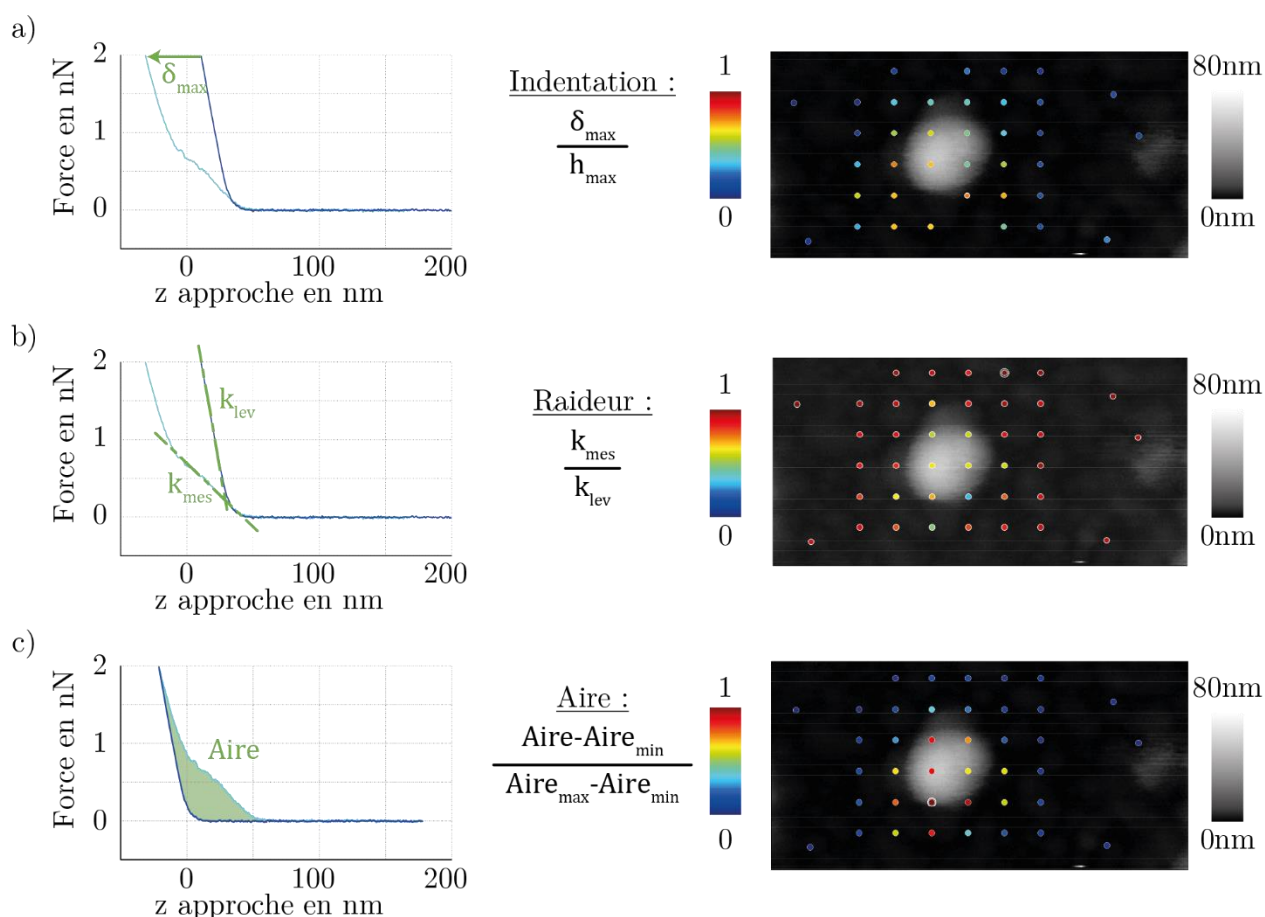 a)
Force en nN
2
1
0
δmax
0
100
200
z approche en nm
Indentation :
δmax
hmax
1
0
80nm
0nm
b)
Force en nN
2
1
0
klev
kmes
0
100
200
z approche en nm
Raideur :
kmes
klev
1
0
80nm
0nm
c)
Force en nN
2
1
0
Aire
0
100
200
z approche en nm
Aire :
Aire-Airemin
Airemax-Airemin
1
0
80nm
0nm